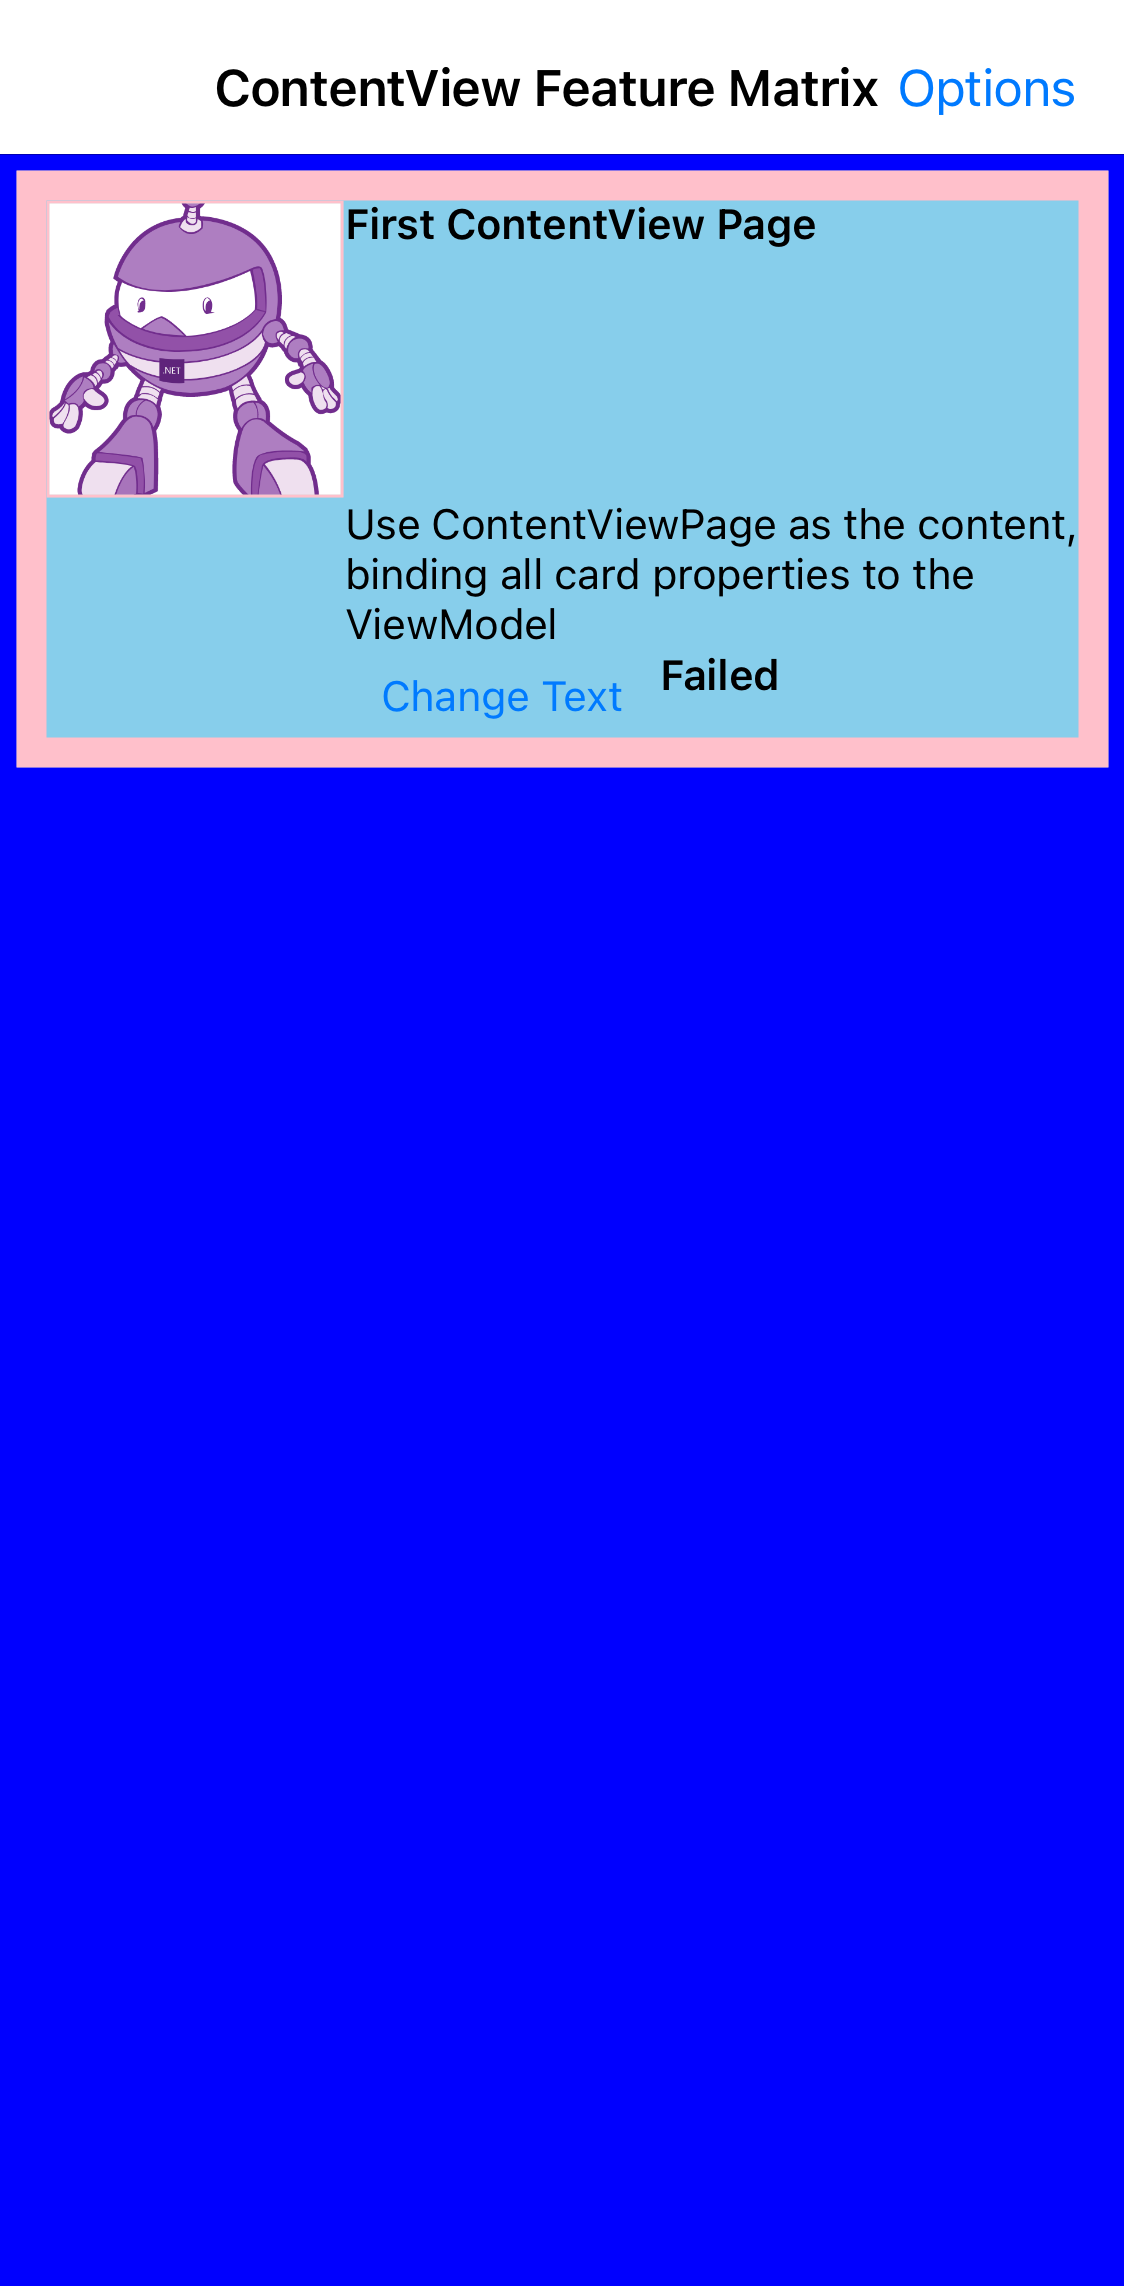 ContentView Feature Matrix Options
First ContentView Page
.NET
Use ContentViewPage as the content,
binding all card properties to the
ViewModel
Failed
Change Text